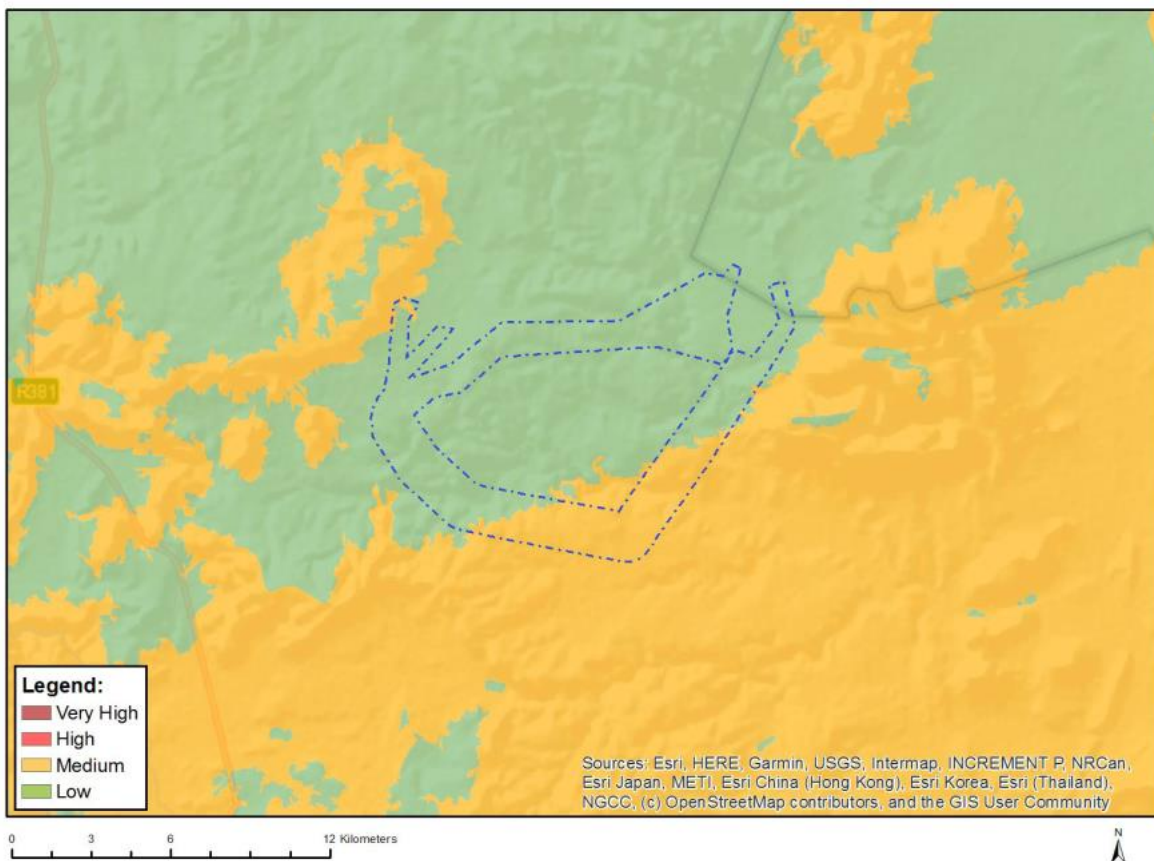 R381
Legend:
Very High
High
Medium
Low
Sources: Esri, HERE, Garmin, USGS, Intermap, INCREMENT P, NRCan,
Esri Japan, METI, Esri China (Hong Kong), Esri Korea, Esri (Thailand),
NGCC, (c) OpenStreetMap contributors, and the GIS User Community
0 3 6 12 Kilometers
N